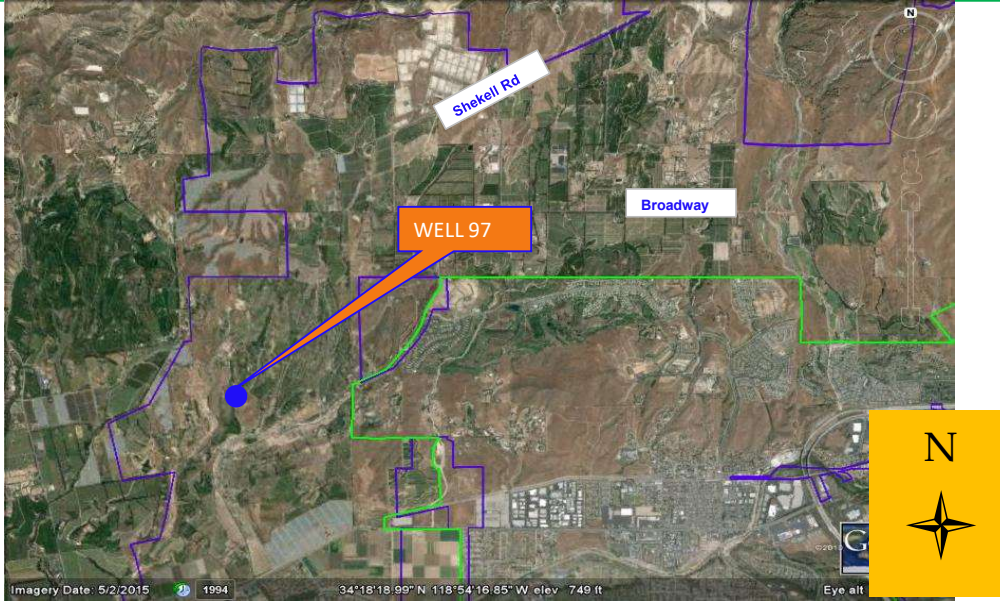 N
Shekell Rd
Broadway
WELL 97
N
©201
G
Imagery Date: 5/2/2015 1994 34°18'18.99" N 118°54'16.85" W elev 749 ft Eye alt